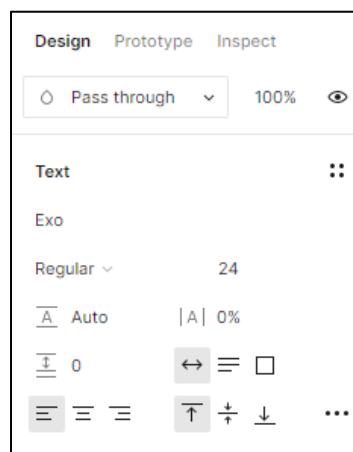 Design Prototype Inspect
Pass through 100%
Text
Exo
Regular 24
A Auto |A| 0%
0